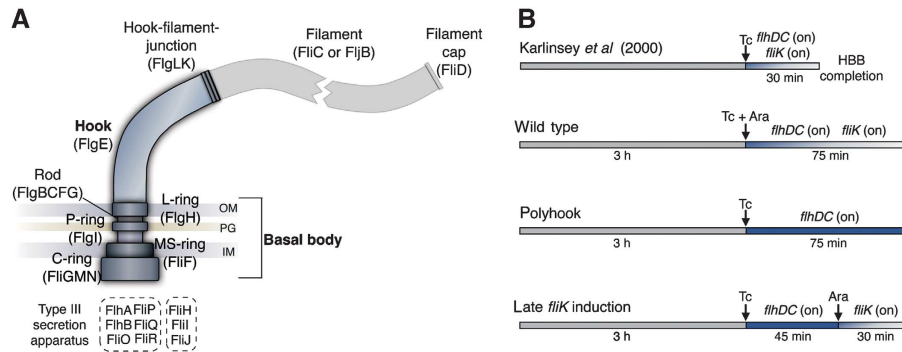 A
Hook-filament-
junction
(FlgLK)
Filament
(FliC or FljB)
Filament
cap
(FliD)
Hook
(FlgE)
Rod
(FlgBCFG)
L-ring
(FlgH)
OM
P-ring
(FlgI)
PG
Basal body
MS-ring
(FliF)
IM
C-ring
(FliGMN)
Type III
secretion
apparatus
FlhA FliP
FlhB FliQ
FliO FliR
FliH
FliI
FliJ
B
Karlinsey et al (2000)
Tc
flhDC (on)
fliK (on)
30 min
HBB
completion
Wild type
Tc + Ara
flhDC (on) fliK (on)
3 h
75 min
Polyhook
Tc
flhDC (on)
3 h
75 min
Late fliK induction
Tc
flhDC (on)
Ara
fliK (on)
3 h
45 min
30 min